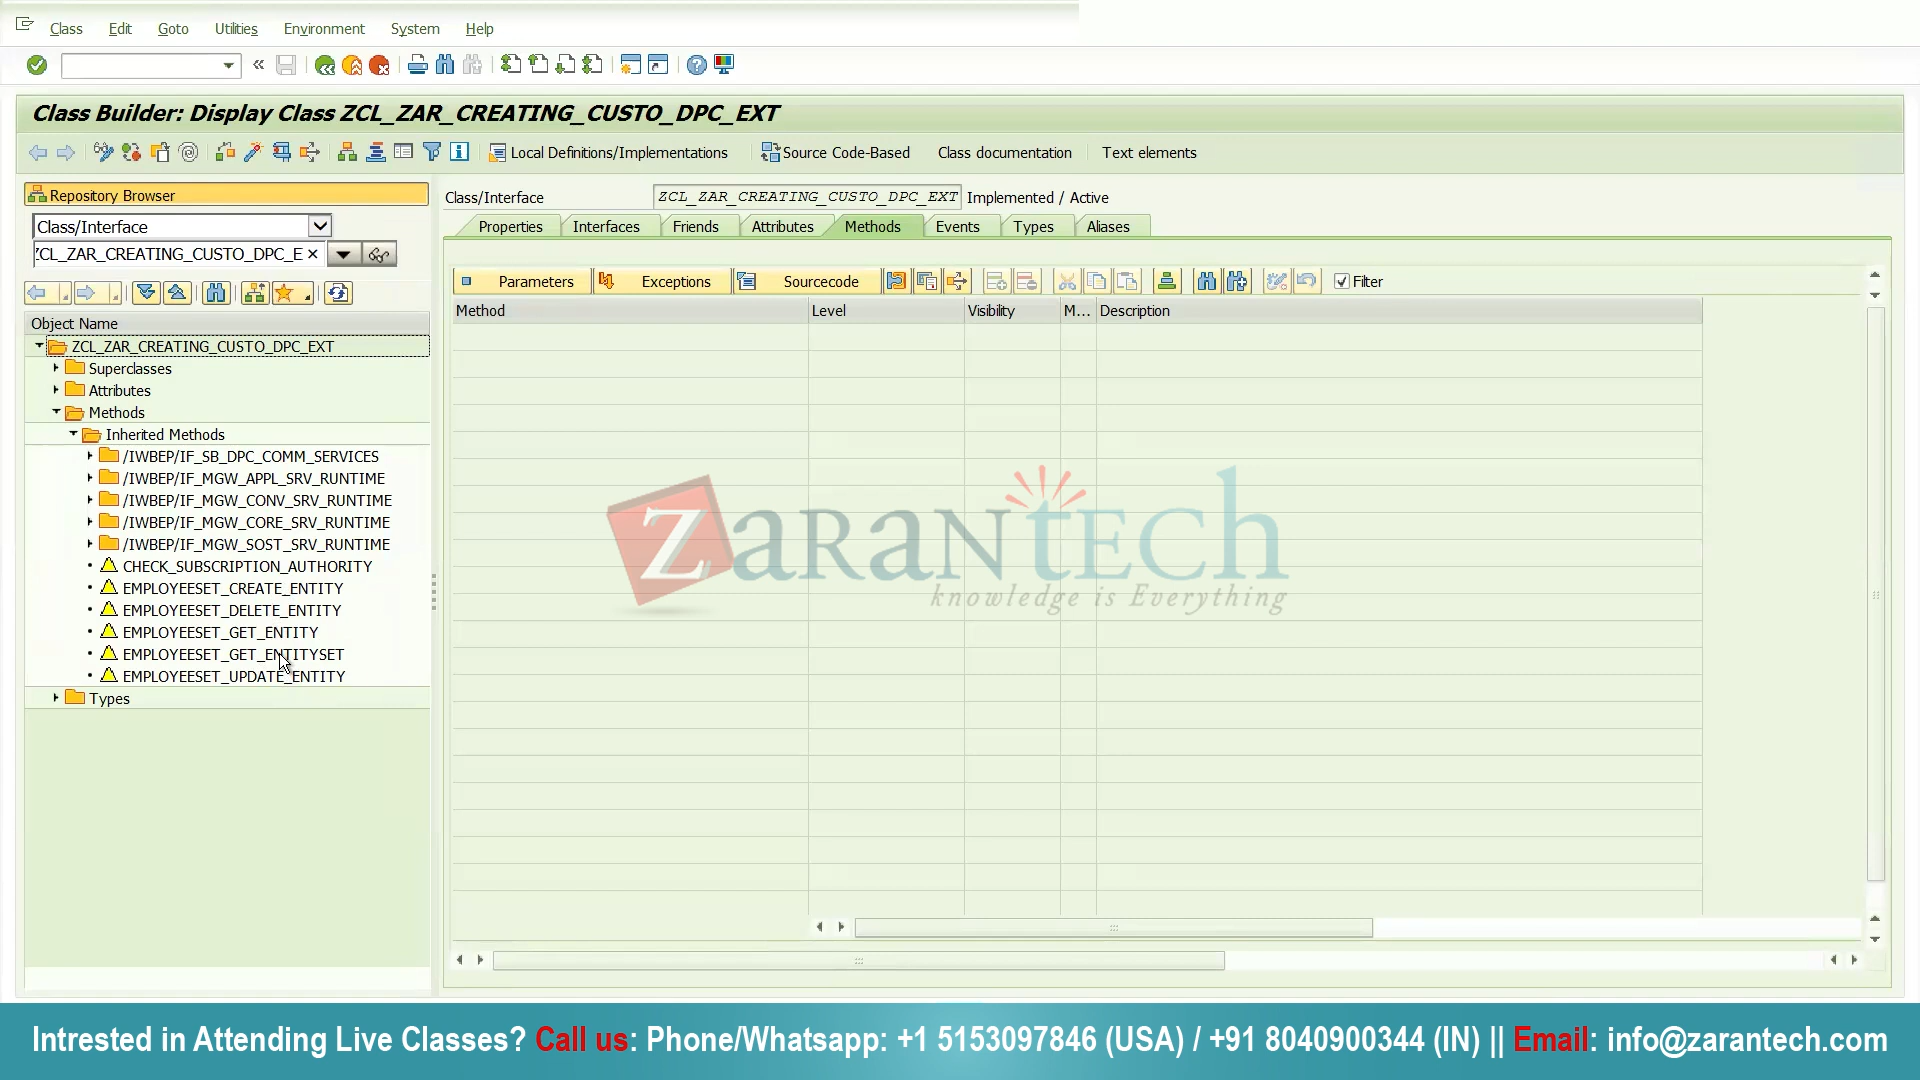 Class Edit Goto Utilities Environment System Help
Class Builder: Display Class ZCL_ZAR_CREATING_CUSTO_DPC_EXT
Local Definitions/Implementations Source Code-Based Class documentation Text elements
Repository Browser
Class/Interface
ZCL_ZAR_CREATING_CUSTO_DPC_E
Object Name
ZCL_ZAR_CREATING_CUSTO_DPC_EXT
Superclasses
Attributes
Methods
Inherited Methods
/IWBEP/IF_SB_DPC_COMM_SERVICES
/IWBEP/IF_MGW_APPL_SRV_RUNTIME
/IWBEP/IF_MGW_CONV_SRV_RUNTIME
/IWBEP/IF_MGW_CORE_SRV_RUNTIME
/IWBEP/IF_MGW_SOST_SRV_RUNTIME
CHECK_SUBSCRIPTION_AUTHORITY
EMPLOYEESET_CREATE_ENTITY
EMPLOYEESET_DELETE_ENTITY
EMPLOYEESET_GET_ENTITY
EMPLOYEESET_GET_ENTITYSET
EMPLOYEESET_UPDATE_ENTITY
Types
Class/Interface ZCL_ZAR_CREATING_CUSTO_DPC_EXT Implemented / Active
Properties Interfaces Friends Attributes Methods Events Types Aliases
Parameters Exceptions Sourcecode Filter
Method Level Visibility M... Description
ZaranTech
knowledge is Everything
Intrested in Attending Live Classes? Call us: Phone/Whatsapp: +1 5153097846 (USA) / +91 8040900344 (IN) || Email: info@zarantech.com